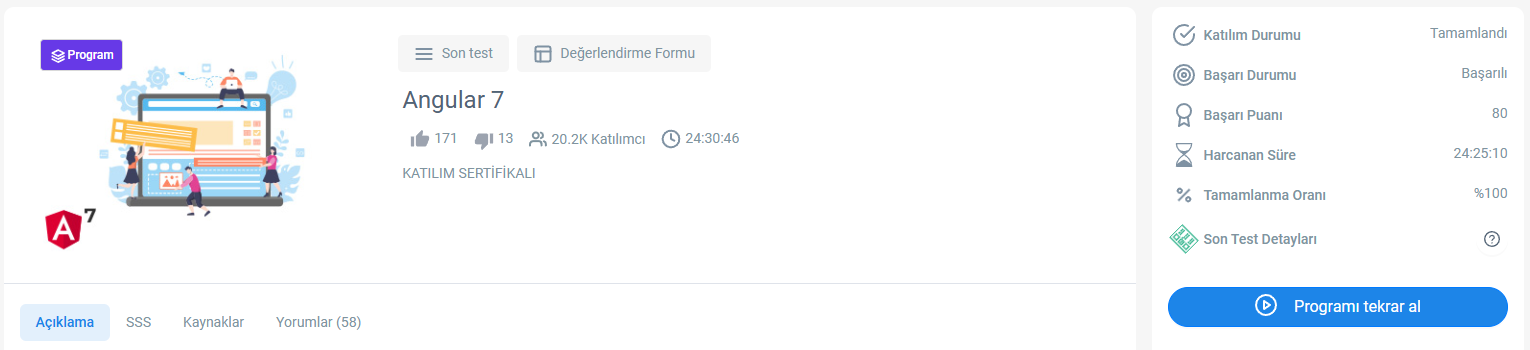 Program
Son test
Değerlendirme Formu
Angular 7
171
13
20.2K Katılımcı
24:30:46
KATILIM SERTİFİKALI
A 7
Açıklama
SSS
Kaynaklar
Yorumlar (58)
Katılım Durumu
Tamamlandı
Başarı Durumu
Başarılı
Başarı Puanı
80
Harcanan Süre
24:25:10
Tamamlanma Oranı
%100
Son Test Detayları
?
Programı tekrar al